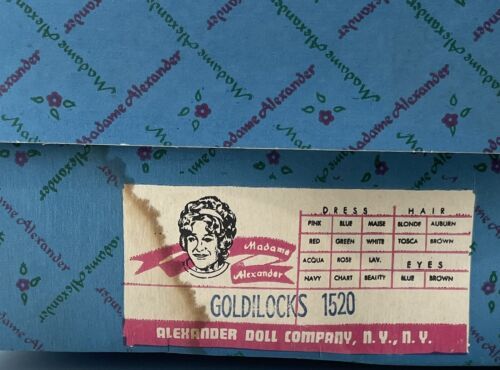 Madame Alexander
Madame Alexander
Madame Alexander
Madame Alexander
DRESS HAIR
PINK BLUE MAISE BLONDE AUBURN
RED GREEN WHITE TOSCA BROWN
ACQUA ROSE LAV. EYES
NAVY CHART BEAUTY BLUE BROWN
Madame
Alexander
GOLDILOCKS 1520
ALEXANDER DOLL COMPANY, N.Y., N.Y.